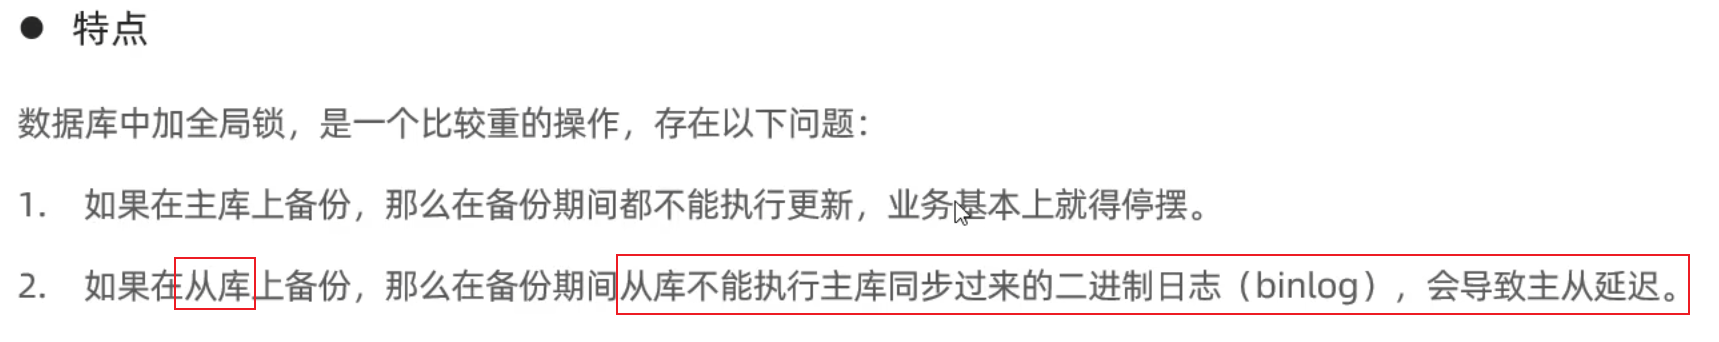 ● 特点
数据库中加全局锁，是一个比较重的操作，存在以下问题：
1. 如果在主库上备份，那么在备份期间都不能执行更新，业务基本上就得停摆。
2. 如果在从库上备份，那么在备份期间从库不能执行主库同步过来的二进制日志（binlog），会导致主从延迟。